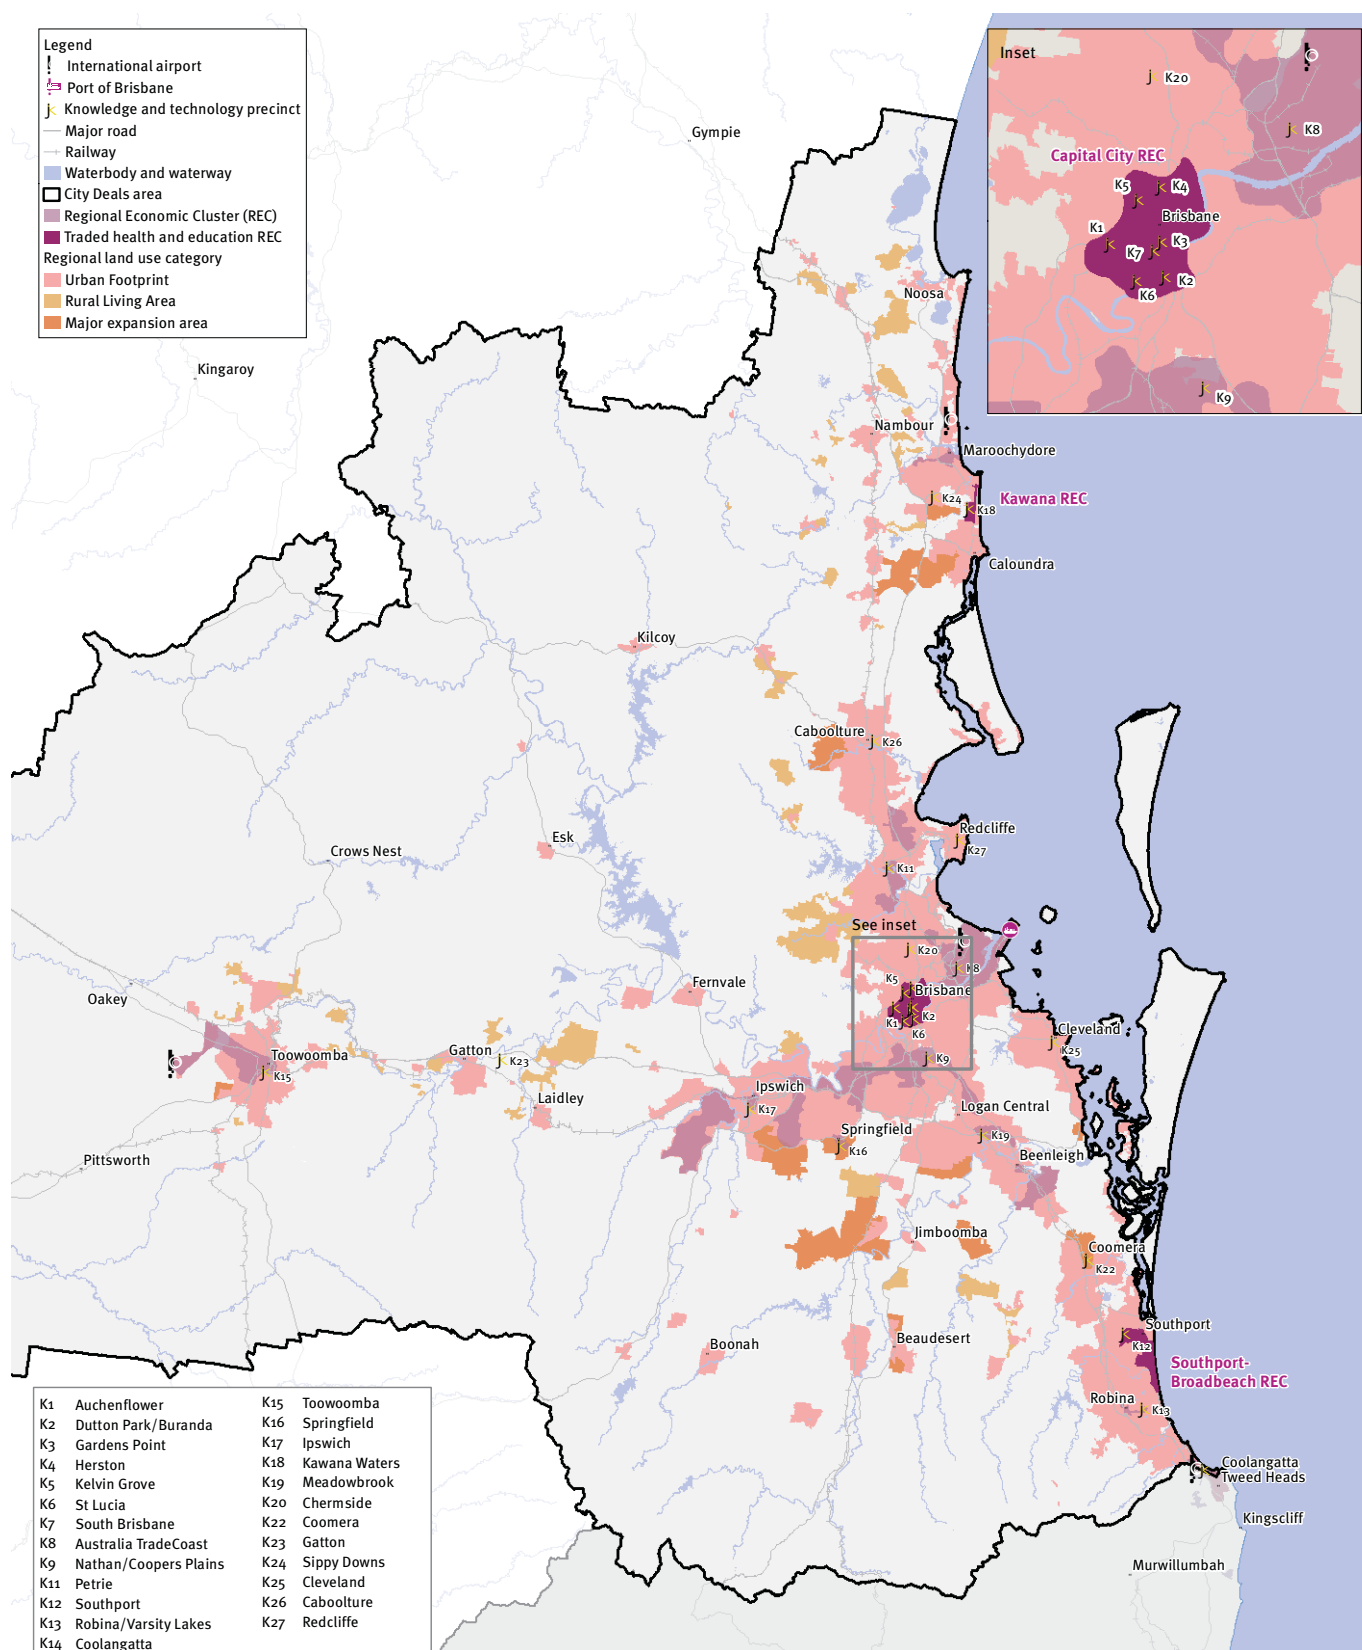 Legend
International airport
Port of Brisbane
Knowledge and technology precinct
Major road
Railway
Waterbody and waterway
City Deals area
Regional Economic Cluster (REC)
Traded health and education REC
Regional land use category
Urban Footprint
Rural Living Area
Major expansion area
Inset
K20
K8
Capital City REC
K5
K4
Brisbane
K1
K3
K7
K2
K6
K9
Gympie
Kingaroy
Noosa
Nambour
Maroochydore
K24
Kawana REC
K18
Caloundra
Kilcoy
Caboolture
K26
Redcliffe
K27
Esk
Crows Nest
K11
See inset
K20
K8
K5
Brisbane
K1
K2
K6
K9
Fernvale
Oakey
Toowoomba
K15
Gatton
K23
Laidley
Cleveland
K25
Ipswich
K17
Logan Central
Springfield
K16
K19
Beenleigh
Pittsworth
Jimboomba
Coomera
K22
Boonah
Beaudesert
Southport
K12
Southport-
Broadbeach REC
Robina
K13
Coolangatta
Tweed Heads
Kingscliff
Murwillumbah
K1 Auchenflower
K2 Dutton Park/Buranda
K3 Gardens Point
K4 Herston
K5 Kelvin Grove
K6 St Lucia
K7 South Brisbane
K8 Australia TradeCoast
K9 Nathan/Coopers Plains
K11 Petrie
K12 Southport
K13 Robina/Varsity Lakes
K14 Coolangatta
K15 Toowoomba
K16 Springfield
K17 Ipswich
K18 Kawana Waters
K19 Meadowbrook
K20 Chermside
K22 Coomera
K23 Gatton
K24 Sippy Downs
K25 Cleveland
K26 Caboolture
K27 Redcliffe